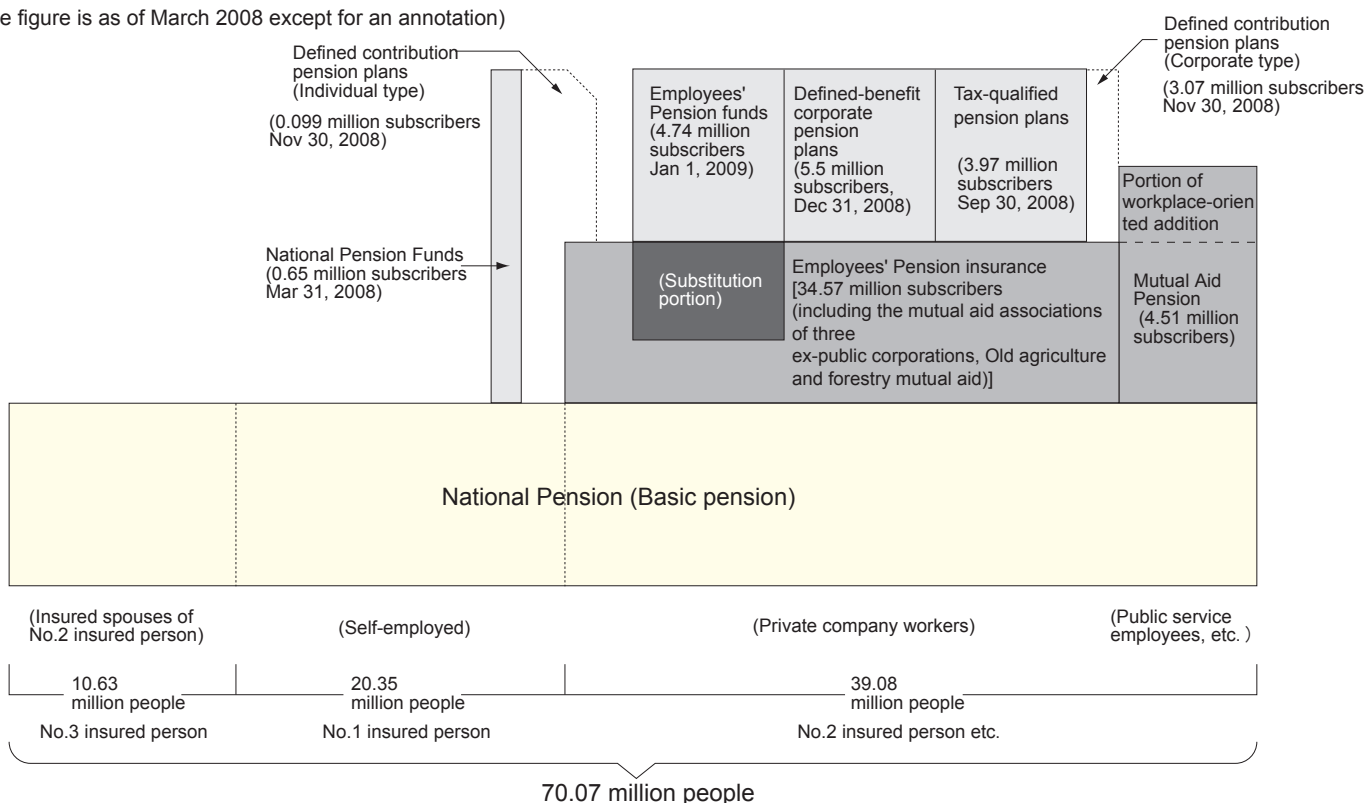 e figure is as of March 2008 except for an annotation)
Defined contribution
pension plans
(Individual type)
(0.099 million subscribers
Nov 30, 2008)
National Pension Funds
(0.65 million subscribers
Mar 31, 2008)
Employees'
Pension funds
(4.74 million
subscribers
Jan 1, 2009)
Defined-benefit
corporate
pension
plans
(5.5 million
subscribers,
Dec 31, 2008)
Tax-qualified
pension plans
(3.97 million
subscribers
Sep 30, 2008)
Defined contribution
pension plans
(Corporate type)
(3.07 million subscribers
Nov 30, 2008)
Portion of
workplace-orien
ted addition
(Substitution
portion)
Employees' Pension insurance
[34.57 million subscribers
(including the mutual aid associations
of three
ex-public corporations, Old agriculture
and forestry mutual aid)]
Mutual Aid
Pension
(4.51 million
subscribers)
National Pension (Basic pension)
(Insured spouses of
No.2 insured person)
(Self-employed)
(Private company workers)
(Public service
employees, etc. )
10.63
million people
20.35
million people
39.08
million people
No.3 insured person
No.1 insured person
No.2 insured person etc.
70.07 million people